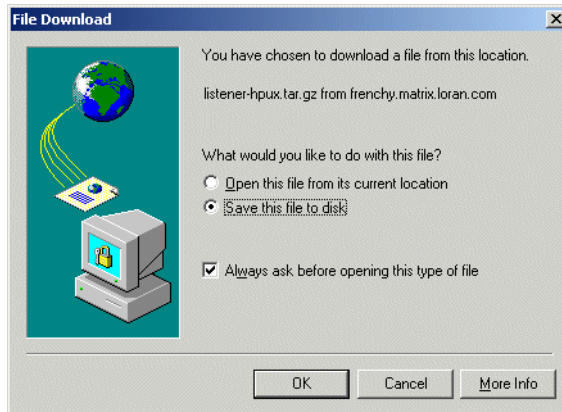 File Download
You have chosen to download a file from this location.
listener-hpux.tar.gz from frenchy.matrix.loran.com
What would you like to do with this file?
Open this file from its current location
Save this file to disk
Always ask before opening this type of file
OK
Cancel
More Info